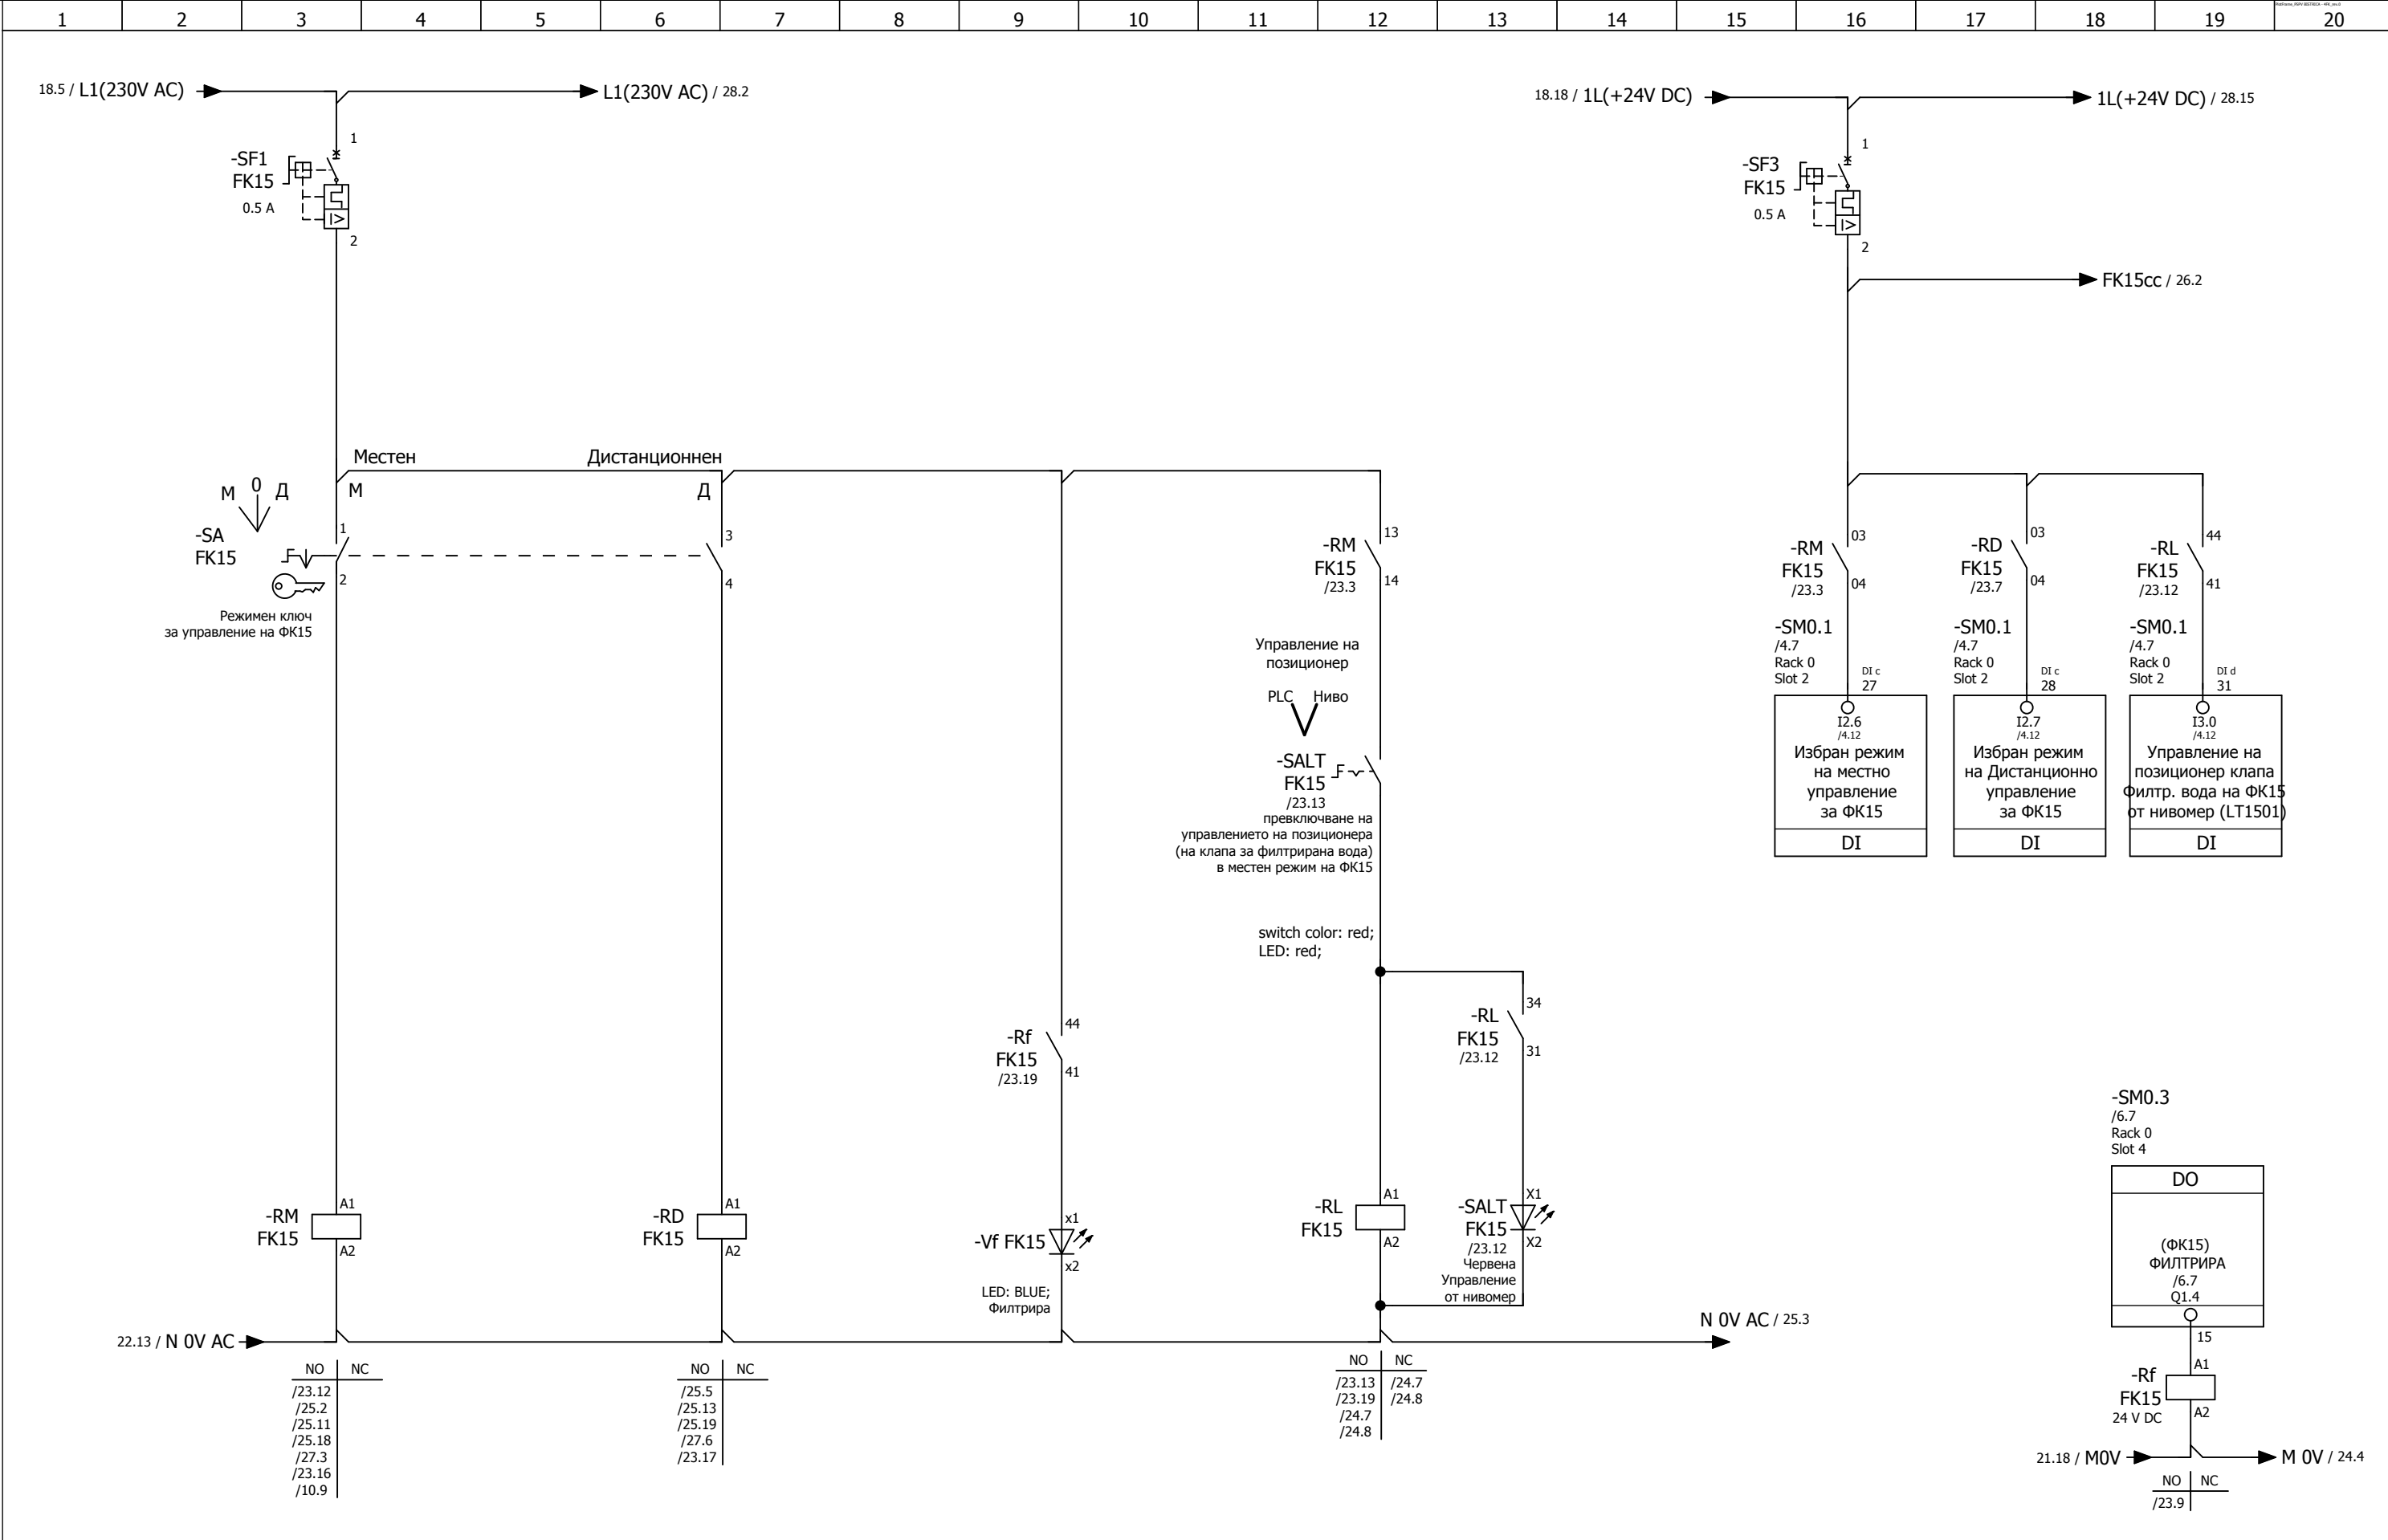 1 2 3 4 5 6 7 8 9 10 11 12 13 14 15 16 17 18 19 20
18.5 / L1(230V AC)
L1(230V AC) / 28.2
18.18 / 1L(+24V DC)
1L(+24V DC) / 28.15
1
-SF1
FK15
0.5 A
2
1
-SF3
FK15
0.5 A
2
FK15cc / 26.2
Местен
Дистанционнен
М 0 Д
М
Д
-SA
FK15
1
2
3
4
Режимен ключ
за управление на ФК15
13
-RM
FK15
/23.3
14
Управление на
позиционер
PLC Ниво
-SALT
FK15
/23.13
превключване на
управлението на позиционера
(на клапа за филтрирана вода)
в местен режим на ФК15
switch color: red;
LED: red;
03
-RM
FK15
/23.3
04
-SM0.1
/4.7
Rack 0
Slot 2
DI c
27
I2.6
/4.12
Избран режим
на местно
управление
за ФК15
DI
03
-RD
FK15
/23.7
04
-SM0.1
/4.7
Rack 0
Slot 2
DI c
28
I2.7
/4.12
Избран режим
на Дистанционно
управление
за ФК15
DI
44
-RL
FK15
/23.12
41
-SM0.1
/4.7
Rack 0
Slot 2
DI d
31
I3.0
/4.12
Управление на
позиционер клапа
Филтр. вода на ФК15
от нивомер (LT1501)
DI
44
-Rf
FK15
/23.19
41
34
-RL
FK15
/23.12
31
-SM0.3
/6.7
Rack 0
Slot 4
DO
(ФК15)
ФИЛТРИРА
/6.7
Q1.4
15
A1
-RM
FK15
A2
A1
-RD
FK15
A2
x1
-Vf FK15
x2
LED: BLUE;
Филтрира
A1
-RL
FK15
A2
X1
-SALT
FK15
X2
/23.12
Червена
Управление
от нивомер
22.13 / N 0V AC
N 0V AC / 25.3
A1
-Rf
FK15
24 V DC
A2
21.18 / M0V
M 0V / 24.4
NO NC
/23.12
/25.2
/25.11
/25.18
/27.3
/23.16
/10.9
NO NC
/25.5
/25.13
/25.19
/27.6
/23.17
NO NC
/23.13 /24.7
/23.19 /24.8
/24.7
/24.8
NO NC
/23.9